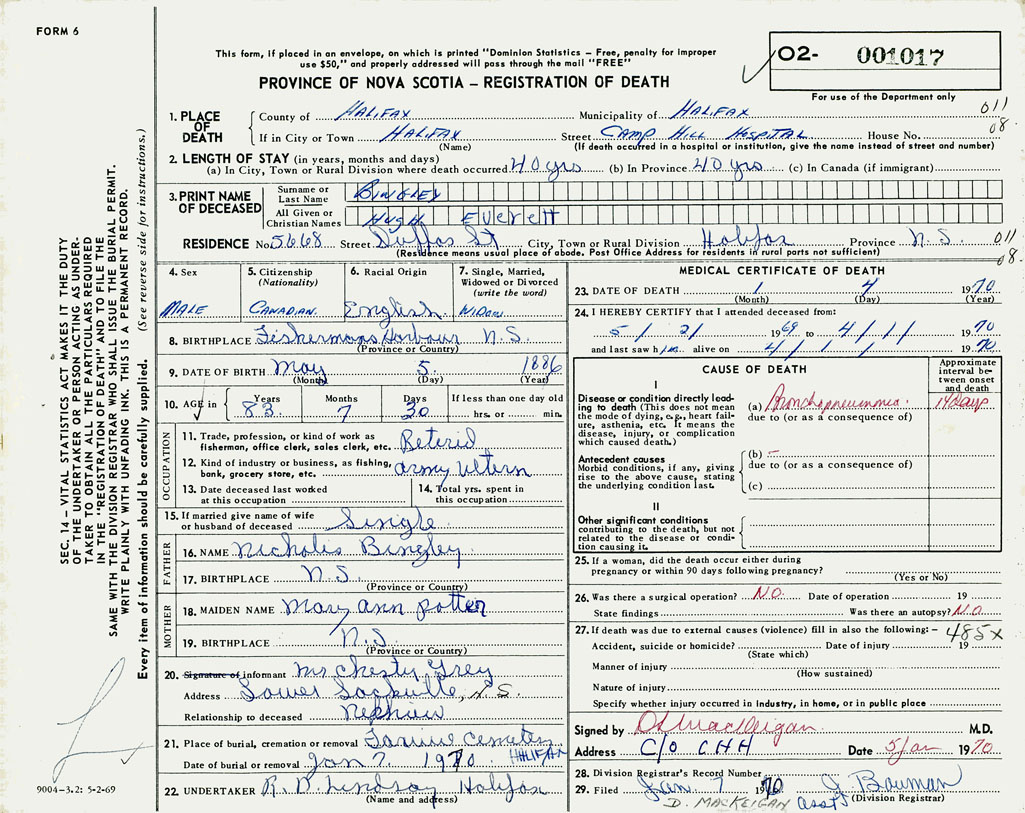 FORM 6
This form, if placed in an envelope, on which is printed "Dominion Statistics – Free, penalty for improper
use $50," and properly addressed will pass through the mail "FREE"
PROVINCE OF NOVA SCOTIA – REGISTRATION OF DEATH
02- 001017
For use of the Department only
SEC. 14 – VITAL STATISTICS ACT MAKES IT THE DUTY
OF THE UNDERTAKER OR PERSON ACTING AS UNDER-
TAKER TO OBTAIN ALL THE PARTICULARS REQUIRED
IN THE "REGISTRATION OF DEATH" AND TO FILE THE
SAME WITH THE DIVISION REGISTRAR WHO SHALL ISSUE THE BURIAL PERMIT.
WRITE PLAINLY WITH UNFADING INK. THIS IS A PERMANENT RECORD.
Every item of information should be carefully supplied. (See reverse side for instructions.)
1. PLACE OF DEATH
County of HALIFAX Municipality of HALIFAX 011
If in City or Town HALIFAX Street CAMP HILL HOSPITAL House No. 08.
(Name) (If death occurred in a hospital or institution, give the name instead of street and number)
2. LENGTH OF STAY (in years, months and days)
(a) In City, Town or Rural Division where death occurred 40 yrs (b) In Province 40 yrs. (c) In Canada (if immigrant)
3. PRINT NAME OF DECEASED
Surname or Last Name BINGLEY
All Given or Christian Names HUGH EVERETT
RESIDENCE No. 5668 Street Duffas St City, Town or Rural Division Halifax Province N.S. 011
(Residence means usual place of abode. Post Office Address for residents in rural parts not sufficient) 08.
4. Sex
MALE
5. Citizenship (Nationality)
CANADIAN.
6. Racial Origin
English
7. Single, Married, Widowed or Divorced (write the word)
WIDOW.
8. BIRTHPLACE Fishermans Harbour N.S.
(Province or Country)
9. DATE OF BIRTH May 5. 1886
(Month) (Day) (Year)
10. AGE in Years Months Days If less than one day old
83. 7 30 hrs. or min.
OCCUPATION
11. Trade, profession, or kind of work as
fisherman, office clerk, sales clerk, etc. Reterid
12. Kind of industry or business, as fishing,
bank, grocery store, etc. army vetern
13. Date deceased last worked
at this occupation
14. Total yrs. spent in
this occupation
15. If married give name of wife
or husband of deceased Single
FATHER
16. NAME Nicholis Bingley
17. BIRTHPLACE N.S.
(Province or Country)
MOTHER
18. MAIDEN NAME Mary ann potter
19. BIRTHPLACE N.S.
(Province or Country)
20. Signature of informant Mr Chesty Grey
Address Lower Sackville, N.S.
Relationship to deceased Nephew
21. Place of burial, cremation or removal Cemetery
Date of burial or removal Jan 7. 1970 HALIFAX
22. UNDERTAKER R. D. Lindsay Halifax
(Name and address)
9004-3.2: 5-2-69
MEDICAL CERTIFICATE OF DEATH
23. DATE OF DEATH 1 4 1970
(Month) (Day) (Year)
24. I HEREBY CERTIFY that I attended deceased from:
5 / 2 / 1969 to 4 / 1 / 1970
and last saw him alive on 4 / 1 / 1970
CAUSE OF DEATH
Approximate interval between onset and death
I
Disease or condition directly lead-
ing to death (This does not
mean the mode of dying, e.g., heart fail-
ure, asthenia, etc. It means the
disease, injury, or complication
which caused death.)
(a) Bronchopneumonia. 14 days
due to (or as a consequence of)
Antecedent causes
Morbid conditions, if any, giving
rise to the above cause, stating
the underlying condition last.
(b) –
due to (or as a consequence of)
(c)
II
Other significant conditions
contributing to the death, but not
related to the disease or condi-
tion causing it.
25. If a woman, did the death occur either during
pregnancy or within 90 days following pregnancy?
(Yes or No)
26. Was there a surgical operation? NO. Date of operation 19
State findings Was there an autopsy? NO
27. If death was due to external causes (violence) fill in also the following:– 485x
Accident, suicide or homicide? Date of injury 19
(State which)
Manner of injury
(How sustained)
Nature of injury
Specify whether injury occurred in industry, in home, or in public place
Signed by D L MacKeigan M.D.
Address C/O CHH Date 5/Jan 1970
28. Division Registrar's Record Number
29. Filed Jan. 7 1970 J Bauman
D. MACKEIGAN asst (Division Registrar)